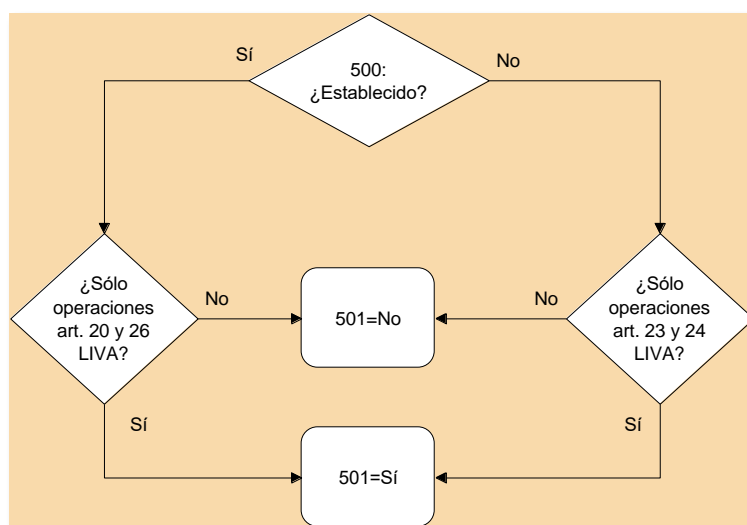 Sí
500:
¿Establecido?
No
¿Sólo
operaciones
art. 20 y 26
LIVA?
No
501=No
No
¿Sólo
operaciones
art. 23 y 24
LIVA?
Sí
501=Sí
Sí